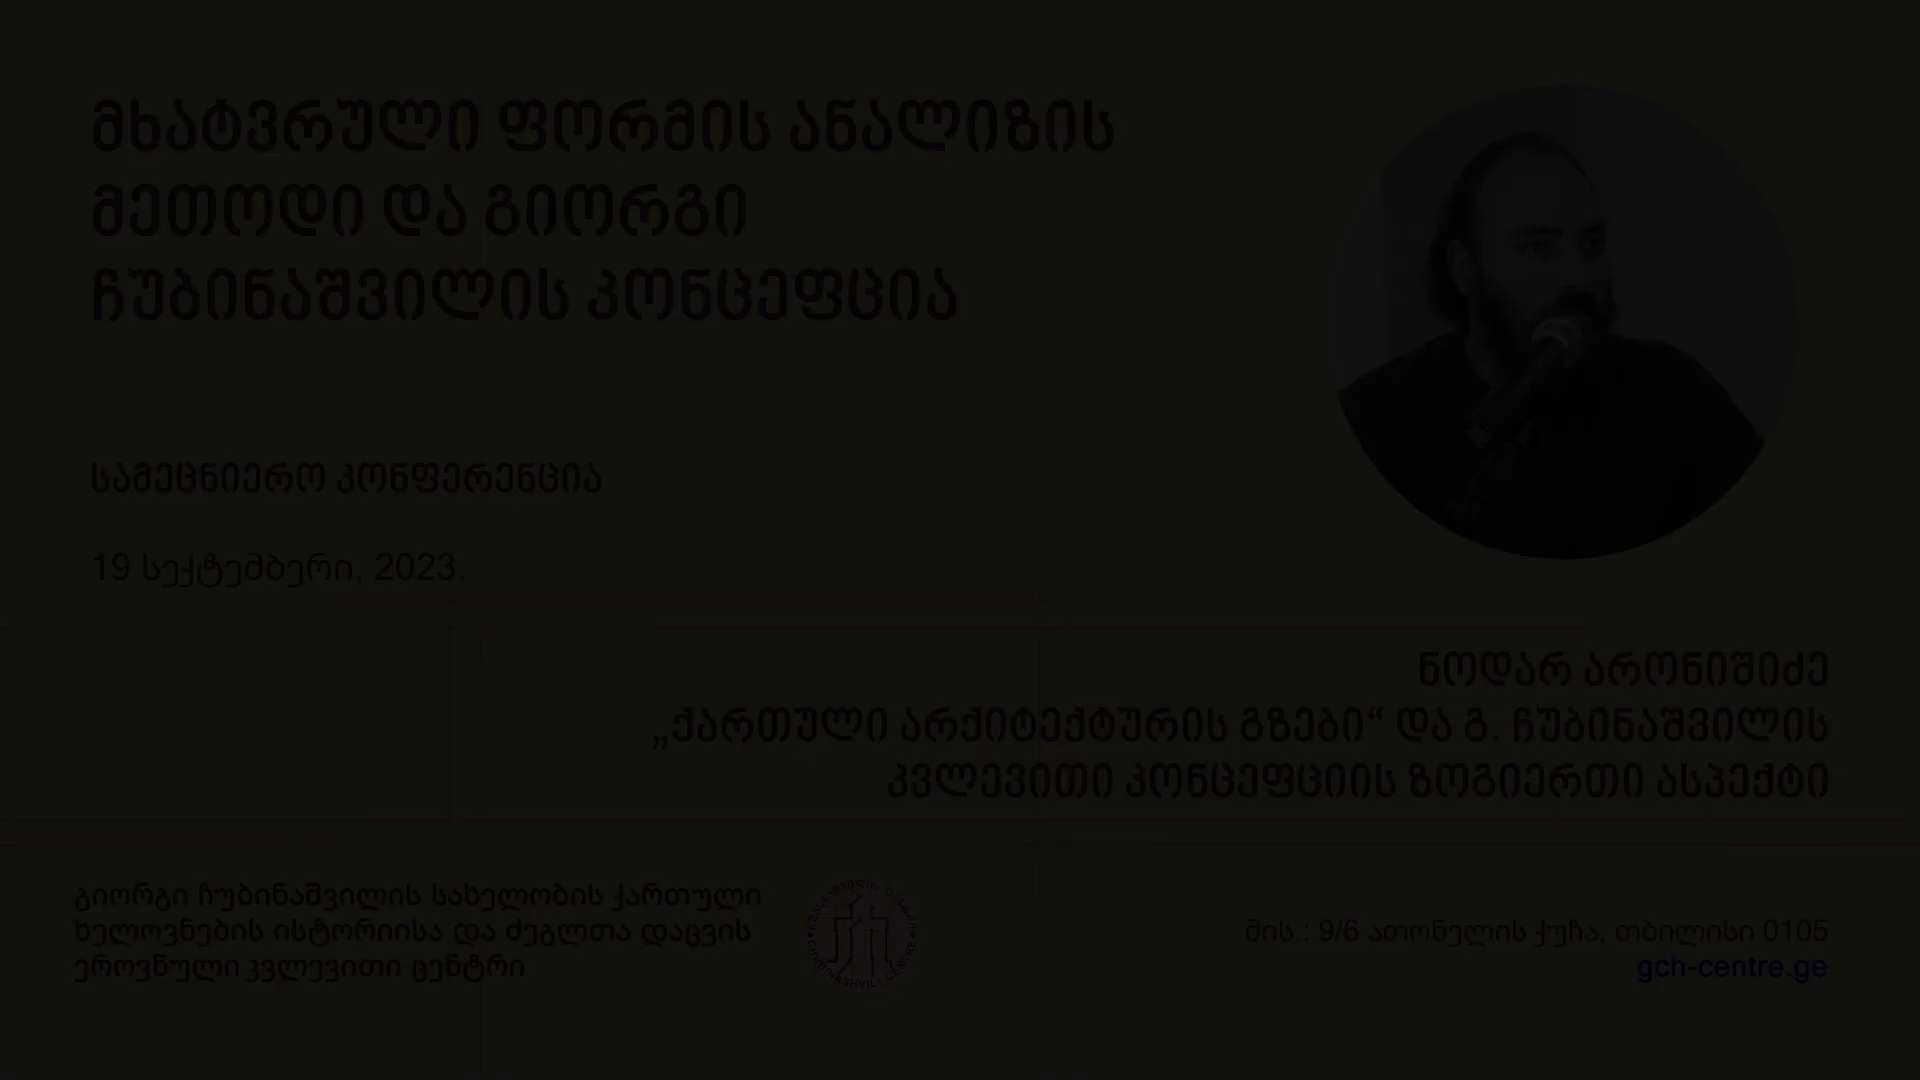 მხატვრული ფორმის ანალიზის
მეთოდი და გიორგი
ჩუბინაშვილის კონცეფცია
სამეცნიერო კონფერენცია
19 სექტემბერი, 2023.
ნოდარ არონიშიძე
„ქართული არქიტექტურის გზები“ და გ. ჩუბინაშვილის
კვლევითი კონცეფციის ზოგიერთი ასპექტი
გიორგი ჩუბინაშვილის სახელობის ქართული
ხელოვნების ისტორიისა და ძეგლთა დაცვის
ეროვნული კვლევითი ცენტრი
მის.: 9/6 ათონელის ქუჩა, თბილისი 0105
gch-centre.ge